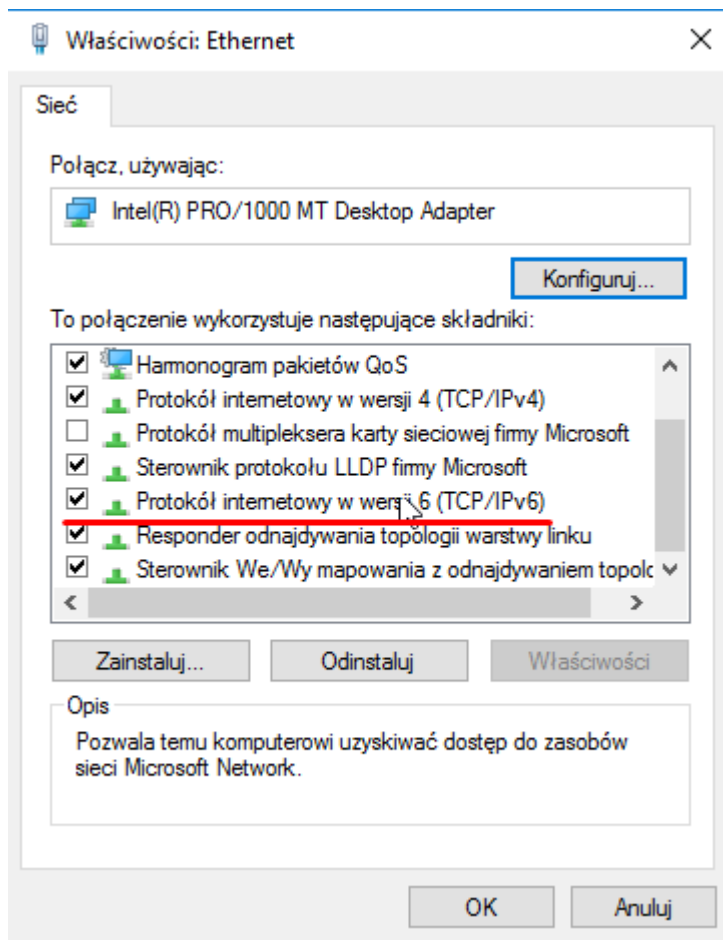 Właściwości: Ethernet
Sieć
Połącz, używając:
Intel(R) PRO/1000 MT Desktop Adapter
Konfiguruj...
To połączenie wykorzystuje następujące składniki:
Harmonogram pakietów QoS
Protokół internetowy w wersji 4 (TCP/IPv4)
Protokół multipleksera karty sieciowej firmy Microsoft
Sterownik protokołu LLDP firmy Microsoft
Protokół internetowy w wersji 6 (TCP/IPv6)
Responder odnajdywania topologii warstwy linku
Sterownik We/Wy mapowania z odnajdywaniem topolc
Zainstaluj...
Odinstaluj
Właściwości
Opis
Pozwala temu komputerowi uzyskiwać dostęp do zasobów
sieci Microsoft Network.
OK
Anuluj